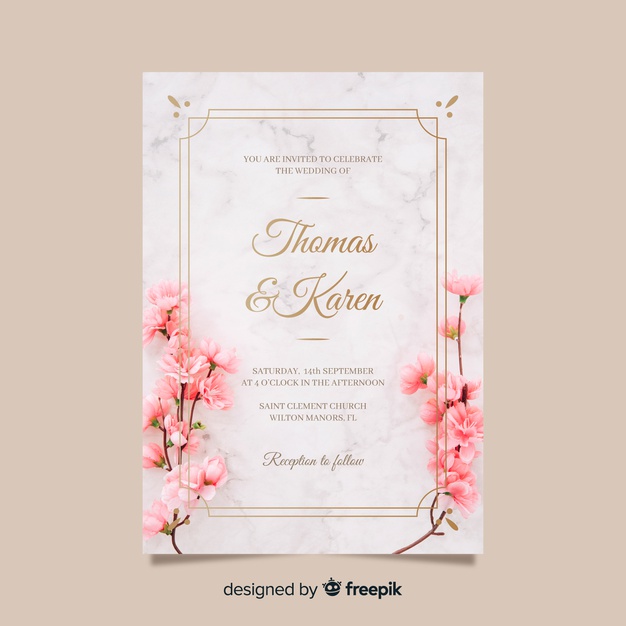 YOU ARE INVITED TO CELEBRATE
THE WEDDING OF
Thomas
& Karen
SATURDAY, 14th SEPTEMBER
AT 4 O'CLOCK IN THE AFTERNOON
SAINT CLEMENT CHURCH
WILTON MANORS, FL
Reception to follow
designed by freepik